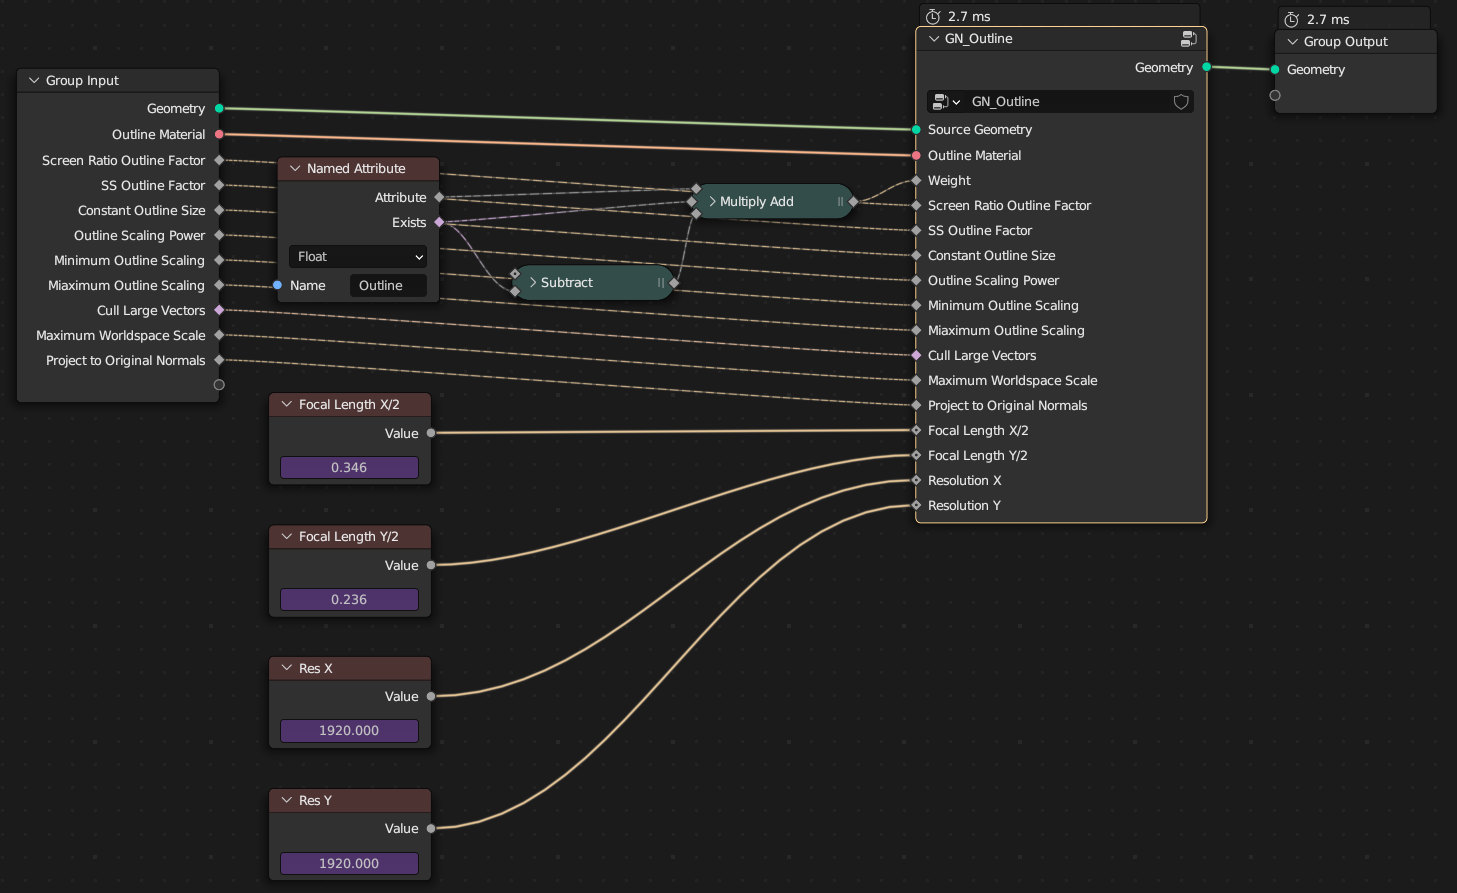 Group Input
Geometry
Outline Material
Screen Ratio Outline Factor
SS Outline Factor
Constant Outline Size
Outline Scaling Power
Minimum Outline Scaling
Miaximum Outline Scaling
Cull Large Vectors
Maximum Worldspace Scale
Project to Original Normals
Named Attribute
Attribute
Exists
Float
Name Outline
Multiply Add
Subtract
Focal Length X/2
Value
0.346
Focal Length Y/2
Value
0.236
Res X
Value
1920.000
Res Y
Value
1920.000
2.7 ms
GN_Outline
Geometry
GN_Outline
Source Geometry
Outline Material
Weight
Screen Ratio Outline Factor
SS Outline Factor
Constant Outline Size
Outline Scaling Power
Minimum Outline Scaling
Miaximum Outline Scaling
Cull Large Vectors
Maximum Worldspace Scale
Project to Original Normals
Focal Length X/2
Focal Length Y/2
Resolution X
Resolution Y
2.7 ms
Group Output
Geometry